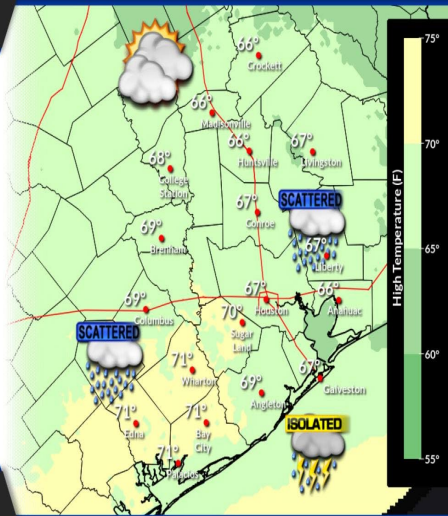 66°
Crockett
66°
Madisonville
66°
Huntsville
67°
Livingston
68°
College
Station
67°
Conroe
SCATTERED
67°
Liberty
69°
Brenham
69°
Columbus
67°
Houston
66°
Anahuac
70°
Sugar
Land
SCATTERED
71°
Wharton
69°
Angleton
67°
Galveston
71°
Edna
71°
Bay
City
71°
Palacios
ISOLATED
High Temperature (F)
75°
70°
65°
60°
55°